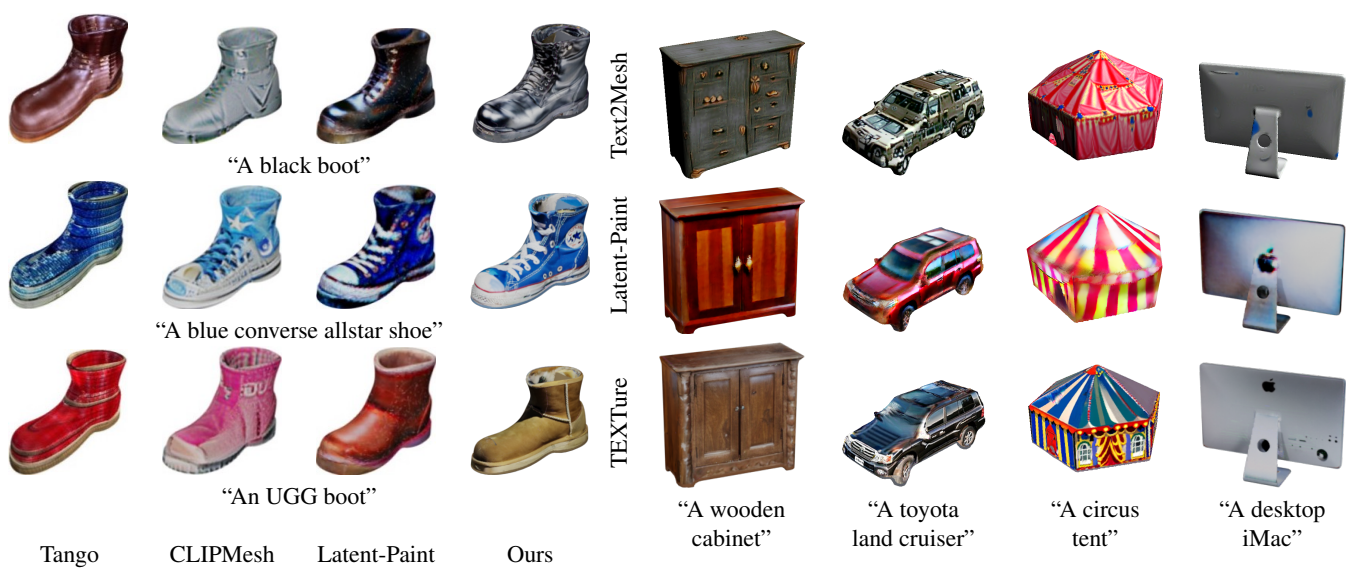 “A black boot”
“A blue converse allstar shoe”
“An UGG boot”
Tango
CLIPMesh
Latent-Paint
Ours
Text2Mesh
Latent-Paint
TEXTure
“A wooden
cabinet”
“A toyota
land cruiser”
“A circus
tent”
“A desktop
iMac”